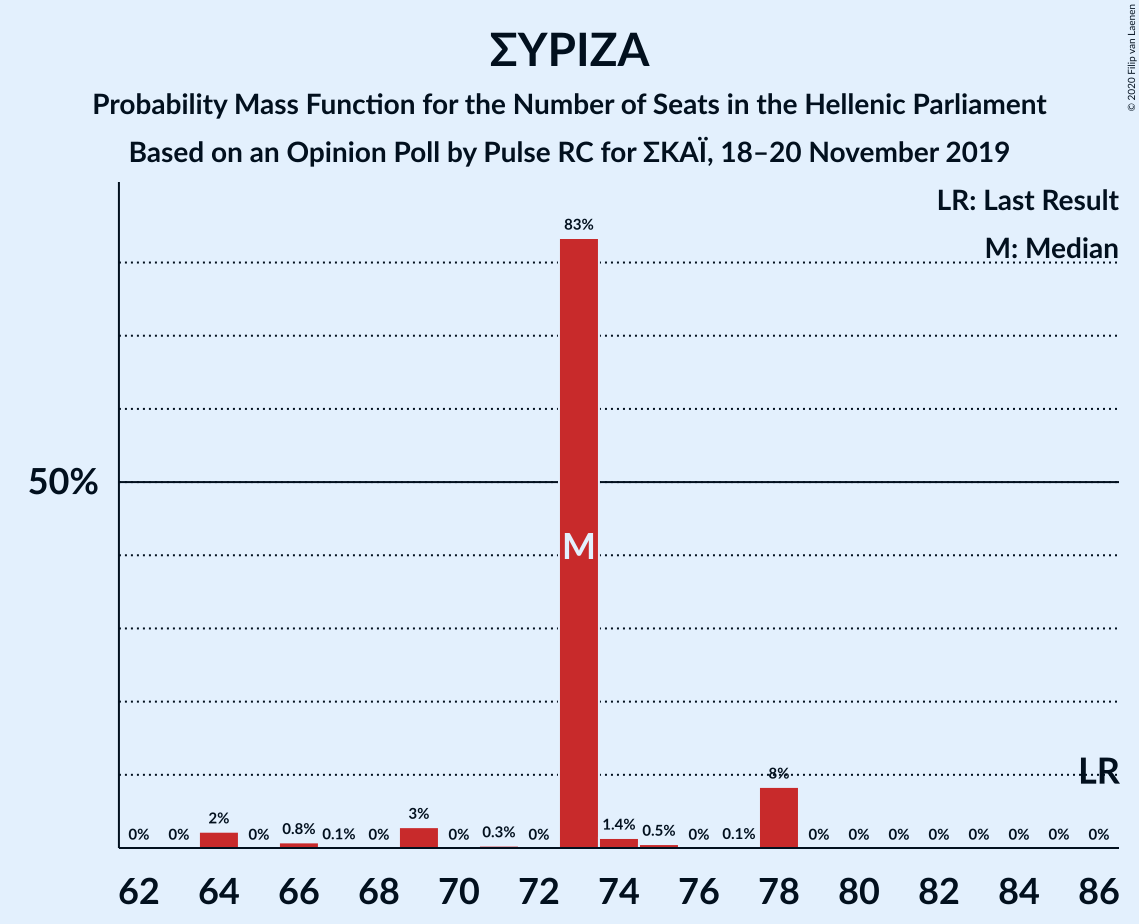 ΣΥΡΙΖΑ
Probability Mass Function for the Number of Seats in the Hellenic Parliament
Based on an Opinion Poll by Pulse RC for ΣΚΑΪ, 18–20 November 2019
© 2020 Filip van Laenen
LR: Last Result
M: Median
83%
50%
M
LR
8%
0% 0% 2% 0% 0.8% 0.1% 0% 3% 0% 0.3% 0% 1.4% 0.5% 0% 0.1% 0% 0% 0% 0% 0% 0% 0% 0%
62 64 66 68 70 72 74 76 78 80 82 84 86